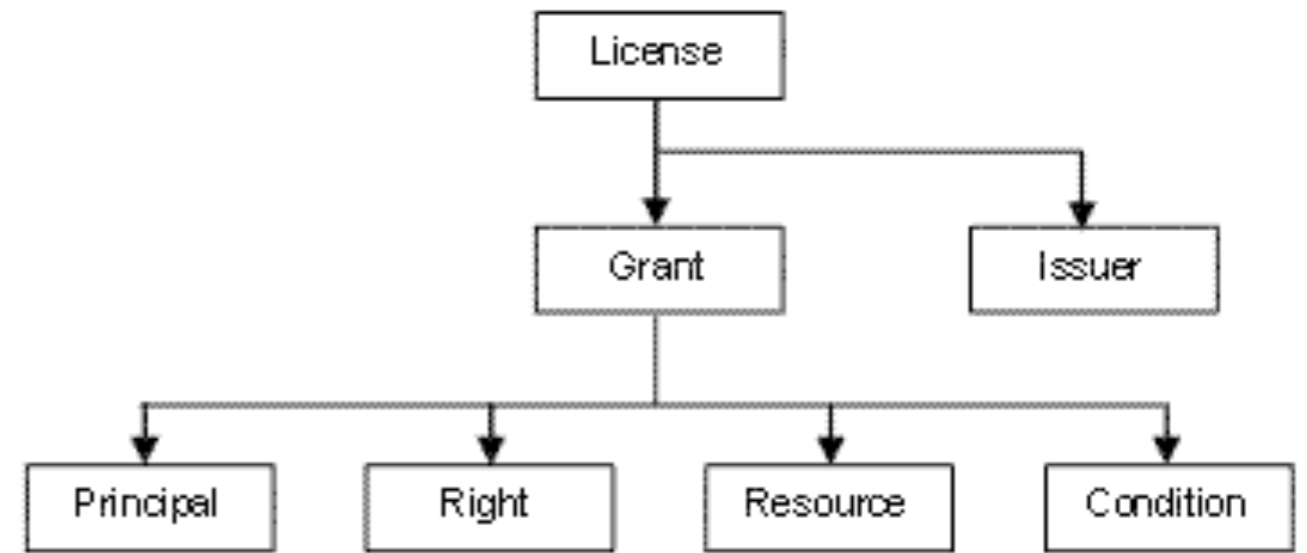 License
Grant
Issuer
Principal
Right
Resource
Condition